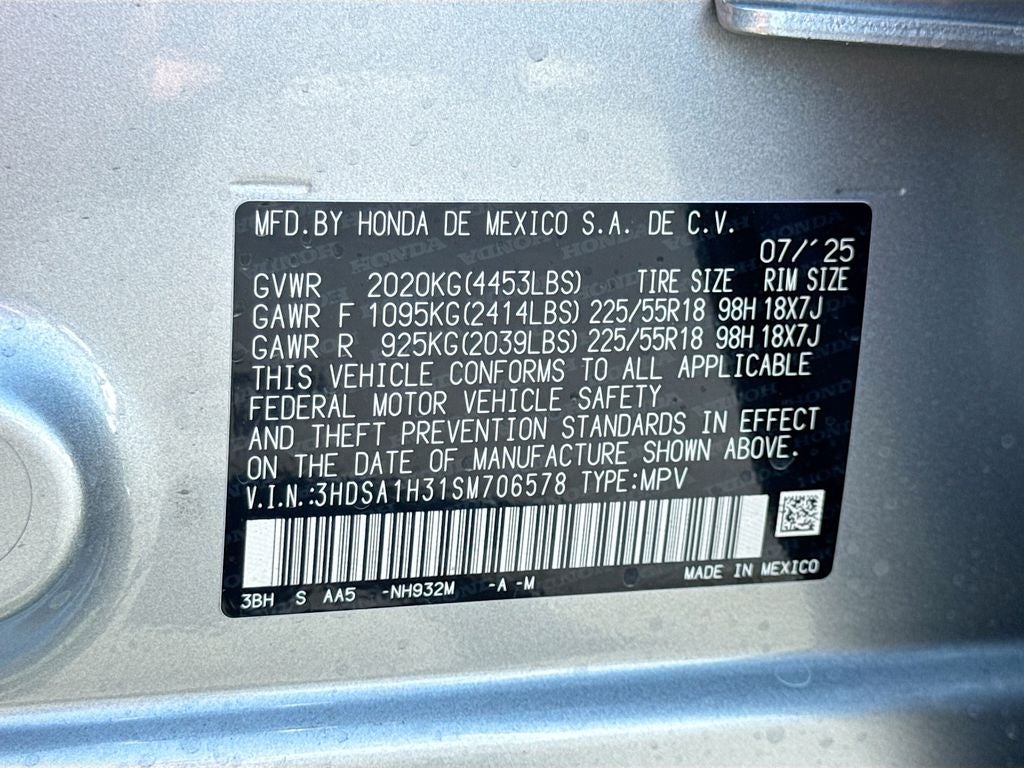 MFD.BY HONDA DE MEXICO S.A. DE C.V.
07/´25
GVWR 2020KG(4453LBS) TIRE SIZE RIM SIZE
GAWR F 1095KG(2414LBS) 225/55R18 98H 18X7J
GAWR R 925KG(2039LBS) 225/55R18 98H 18X7J
THIS VEHICLE CONFORMS TO ALL APPLICABLE
FEDERAL MOTOR VEHICLE SAFETY
AND THEFT PREVENTION STANDARDS IN EFFECT
ON THE DATE OF MANUFACTURE SHOWN ABOVE.
V.I.N.:3HDSA1H31SM706578 TYPE:MPV
3BH S AA5 -NH932M -A -M MADE IN MEXICO